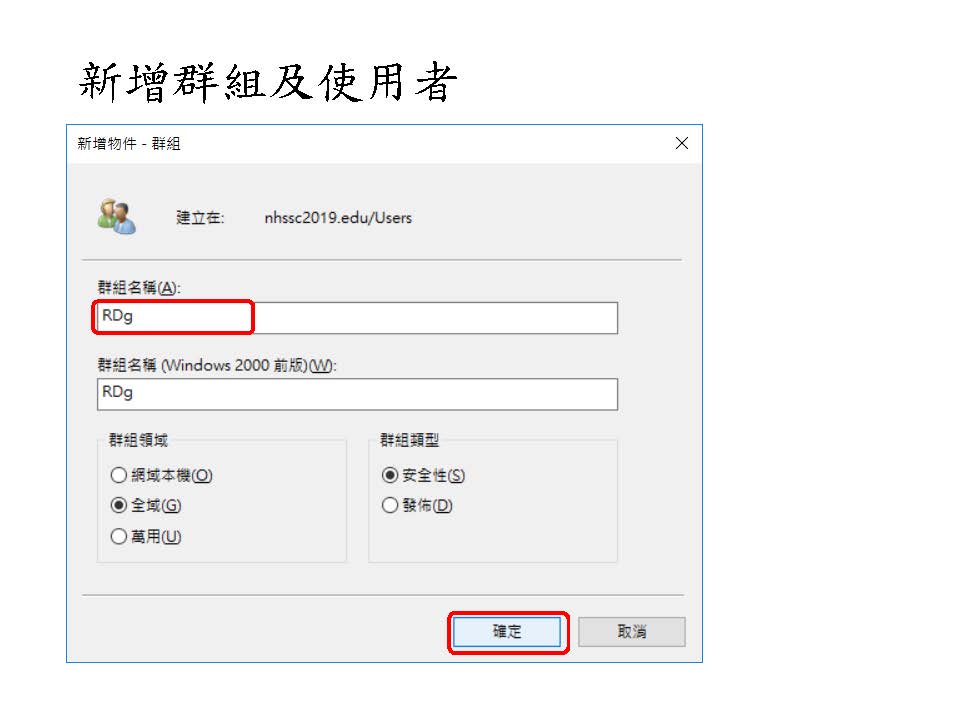 新增群組及使用者
新增物件 - 群組
建立在: nhssc2019.edu/Users
群組名稱(A):
RDg
群組名稱 (Windows 2000 前版)(W):
RDg
群組領域
網域本機(O)
全域(G)
萬用(U)
群組類型
安全性(S)
發佈(D)
確定
取消